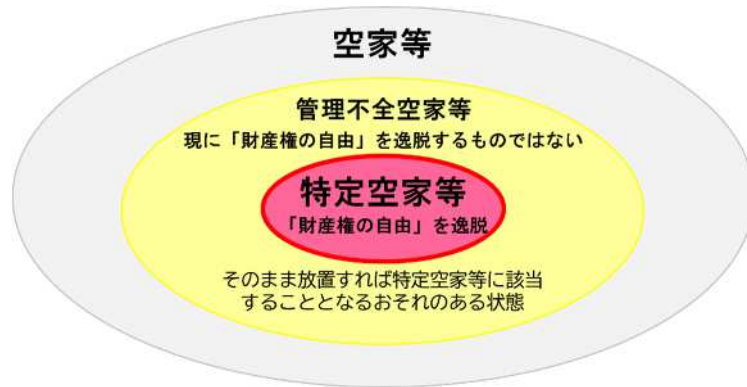 空家等
管理不全空家等
現に「財産権の自由」を逸脱するものではない
特定空家等
「財産権の自由」を逸脱
そのまま放置すれば特定空家等に該当
することとなるおそれのある状態